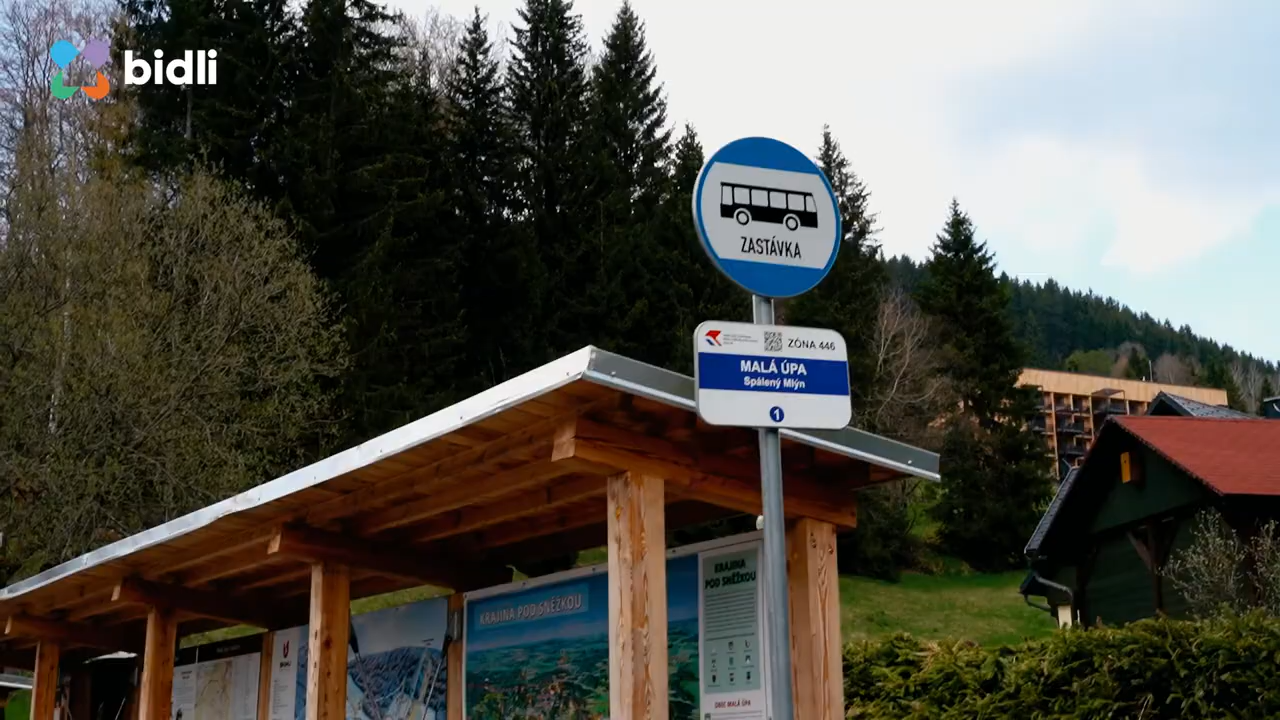 bidli
ZASTÁVKA
ZÓNA 446
MALÁ ÚPA
Spálený Mlýn
1
KRAJINA POD SNĚŽKOU
KRAJINA
POD SNĚŽKOU
OBEC MALÁ ÚPA